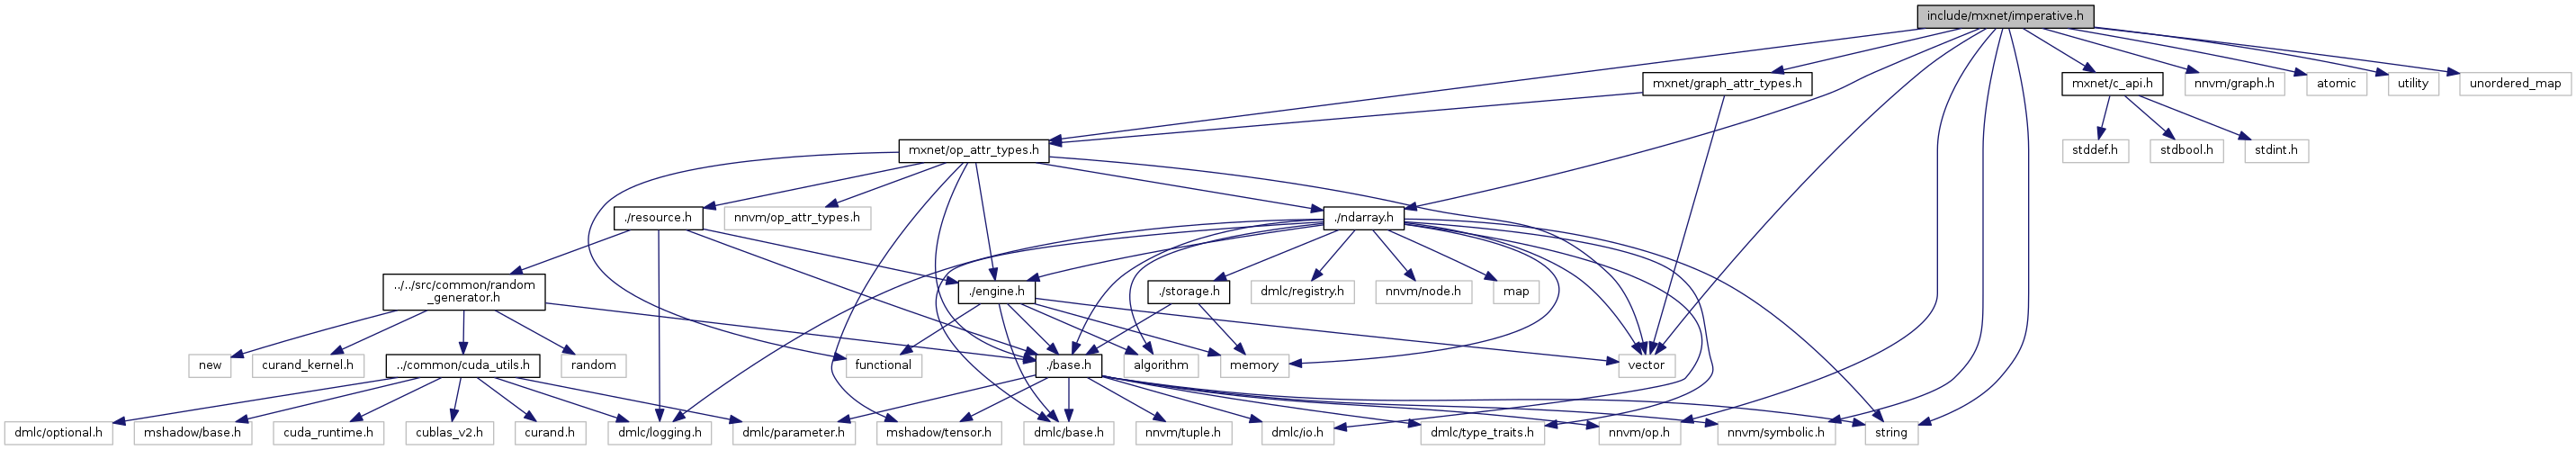 include/mxnet/imperative.h
mxnet/graph_attr_types.h
mxnet/c_api.h
nnvm/graph.h
atomic
utility
unordered_map
mxnet/op_attr_types.h
stddef.h
stdbool.h
stdint.h
./resource.h
nnvm/op_attr_types.h
./ndarray.h
../../src/common/random
_generator.h
./engine.h
./storage.h
dmlc/registry.h
nnvm/node.h
map
new
curand_kernel.h
../common/cuda_utils.h
random
functional
./base.h
algorithm
memory
vector
dmlc/optional.h
mshadow/base.h
cuda_runtime.h
cublas_v2.h
curand.h
dmlc/logging.h
dmlc/parameter.h
mshadow/tensor.h
dmlc/base.h
nnvm/tuple.h
dmlc/io.h
dmlc/type_traits.h
nnvm/op.h
nnvm/symbolic.h
string